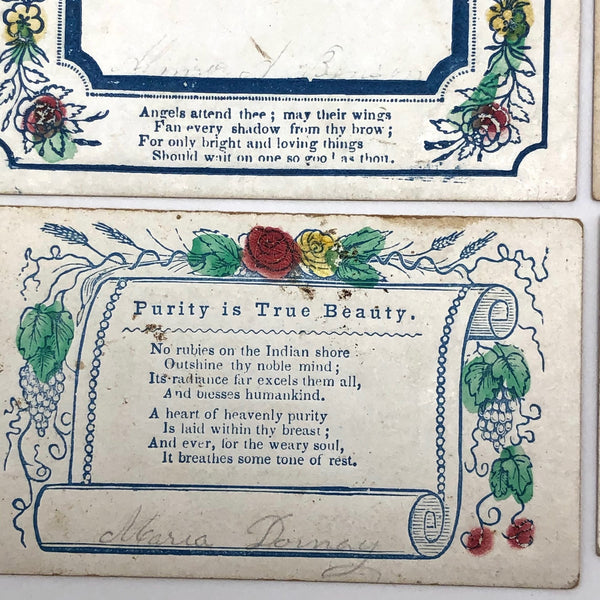 Angels attend thee; may their wings
Fan every shadow from thy brow;
For only bright and loving things
Should wait on one so good as thou.
Purity is True Beauty.
No rubies on the Indian shore
Outshine thy noble mind;
Its radiance far excels them all,
And blesses humankind.
A heart of heavenly purity
Is laid within thy breast;
And ever, for the weary soul,
It breathes some tone of rest.
Maria Dornay